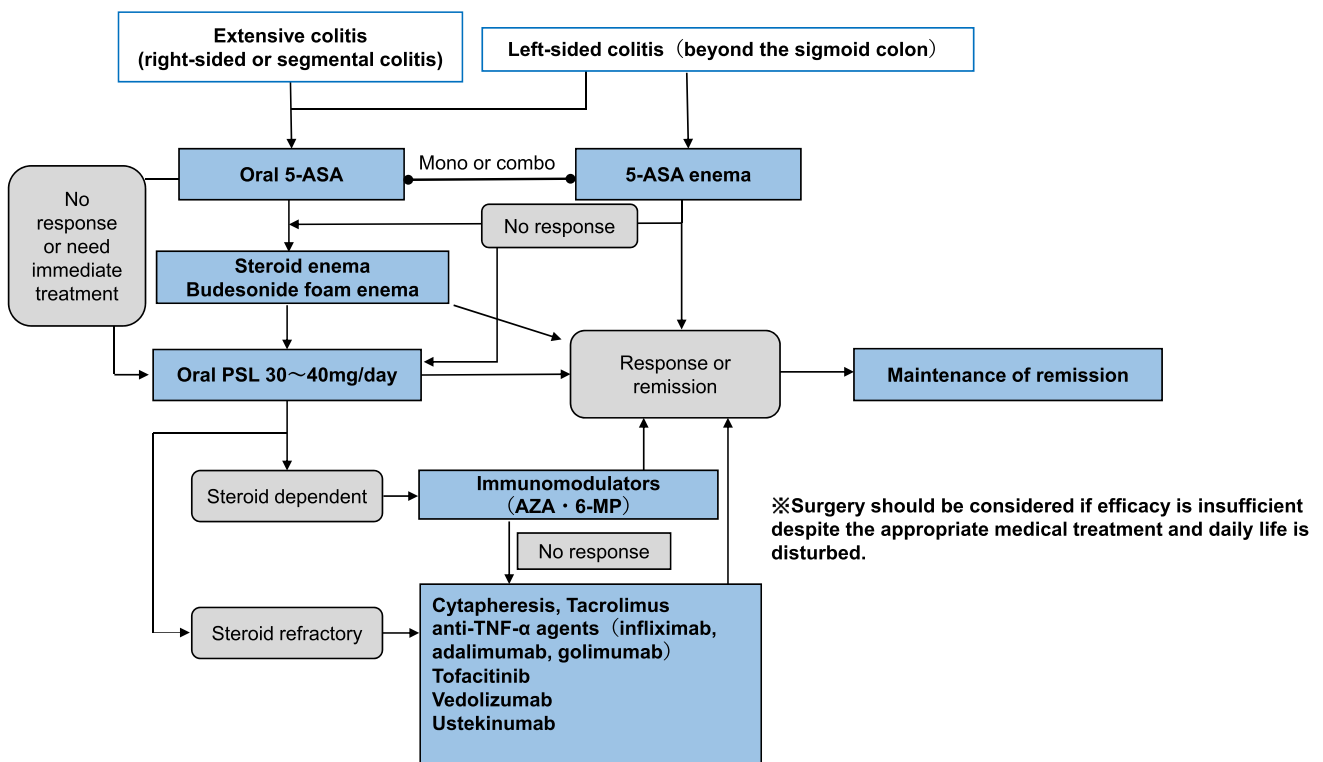 Extensive colitis
(right-sided or segmental colitis)
Left-sided colitis（beyond the sigmoid colon）
Oral 5-ASA
Mono or combo
5-ASA enema
No
response
or need
immediate
treatment
No response
Steroid enema
Budesonide foam enema
Oral PSL 30～40mg/day
Response or
remission
Maintenance of remission
Steroid dependent
Immunomodulators
（AZA・6-MP）
※Surgery should be considered if efficacy is insufficient
despite the appropriate medical treatment and daily life is
disturbed.
No response
Steroid refractory
Cytapheresis, Tacrolimus
anti-TNF-α agents（infliximab,
adalimumab, golimumab）
Tofacitinib
Vedolizumab
Ustekinumab